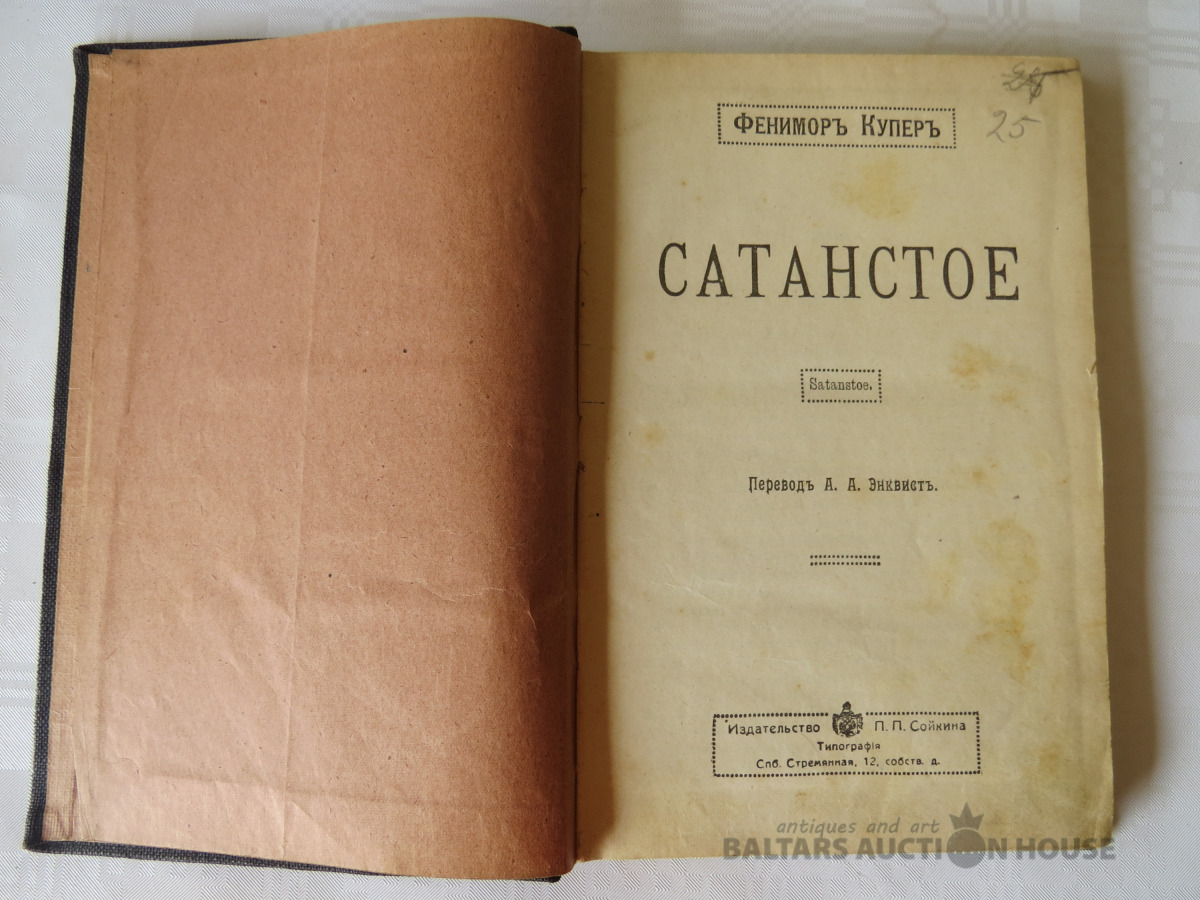 25
ФЕНИМОРЪ КУПЕРЪ
САТАНСТОЕ
Satanstoe.
Переводъ А. А. Энквистъ.
Издательство П. П. Сойкина
Типографія
Спб. Стремянная, 12, собств. д.
antiques and art
BALTARS AUCTION HOUSE